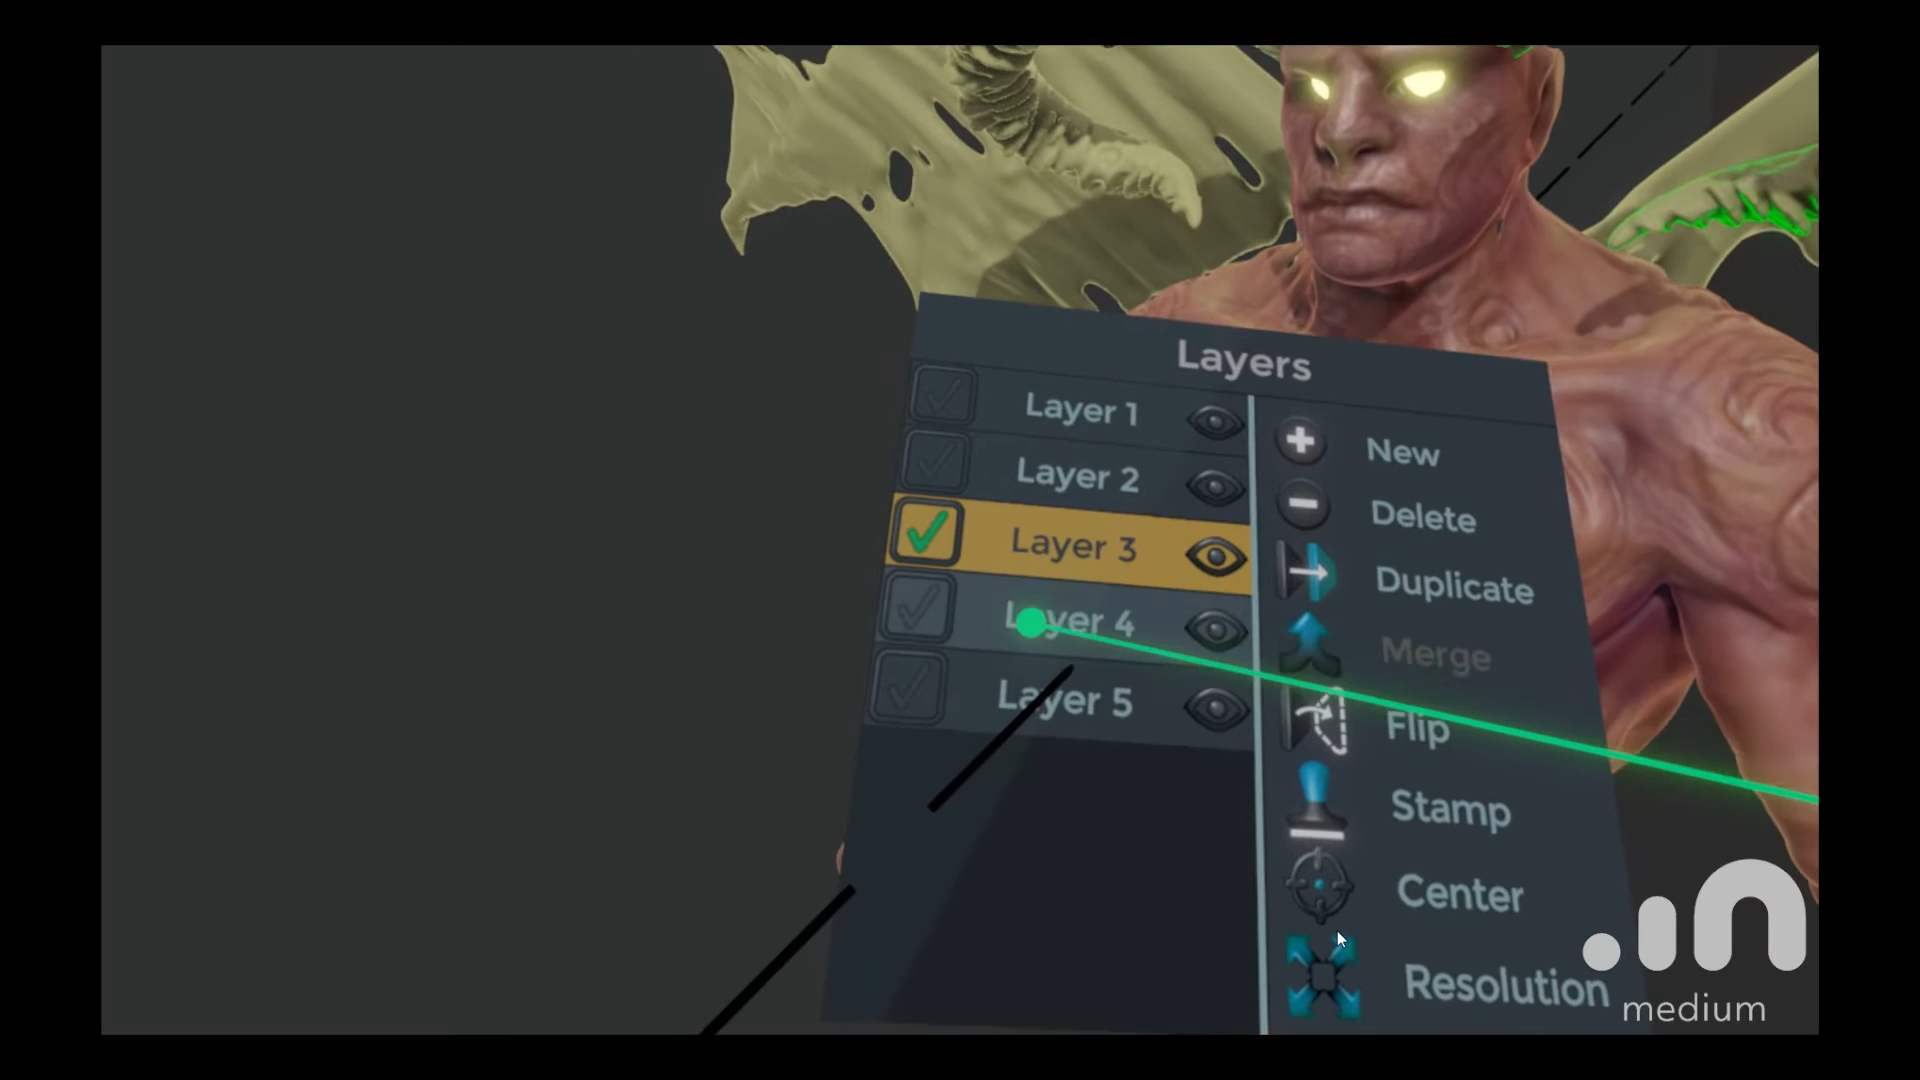 Layers
Layer 1
Layer 2
Layer 3
Layer 4
Layer 5
New
Delete
Duplicate
Merge
Flip
Stamp
Center
Resolution
medium